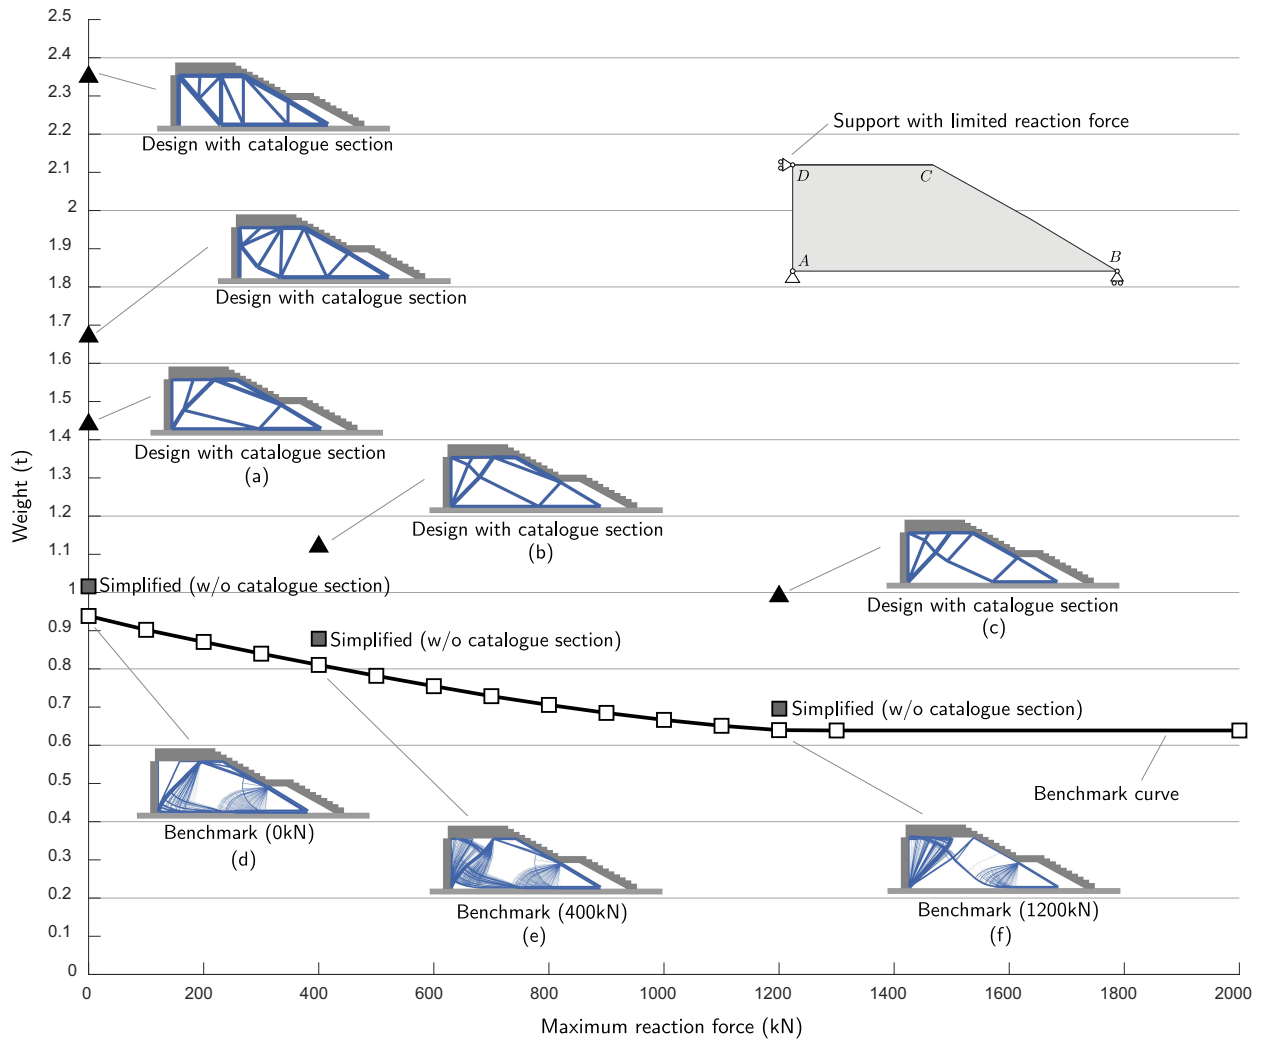 2.5
2.4
2.3
2.2
2.1
2
1.9
1.8
1.7
1.6
1.5
1.4
1.3
1.2
1.1
1
0.9
0.8
0.7
0.6
0.5
0.4
0.3
0.2
0.1
0
Weight (t)
Design with catalogue section
Support with limited reaction force
D
C
A
B
Design with catalogue section
Design with catalogue section
(a)
Design with catalogue section
(b)
Design with catalogue section
(c)
Simplified (w/o catalogue section)
Simplified (w/o catalogue section)
Simplified (w/o catalogue section)
Benchmark curve
Benchmark (0kN)
(d)
Benchmark (400kN)
(e)
Benchmark (1200kN)
(f)
0
200
400
600
800
1000
1200
1400
1600
1800
2000
Maximum reaction force (kN)